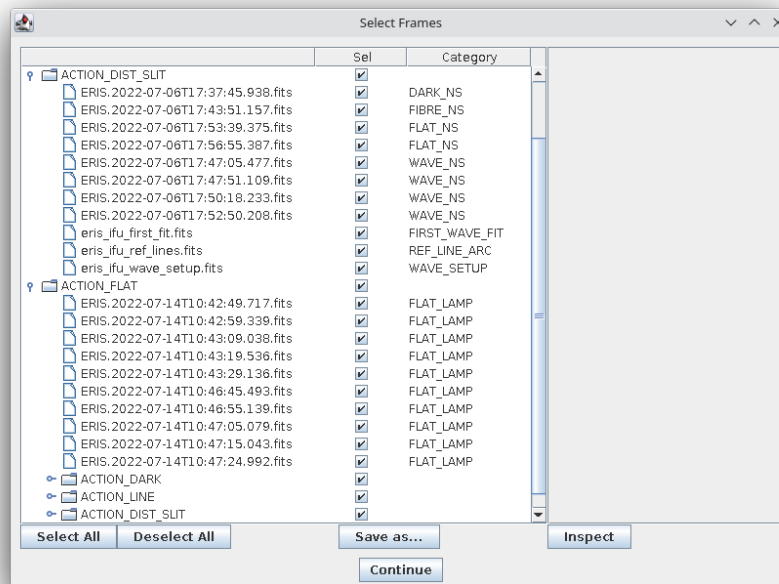 Select Frames
Sel Category
ACTION_DIST_SLIT
ERIS.2022-07-06T17:37:45.938.fits DARK_NS
ERIS.2022-07-06T17:43:51.157.fits FIBRE_NS
ERIS.2022-07-06T17:53:39.375.fits FLAT_NS
ERIS.2022-07-06T17:56:55.387.fits FLAT_NS
ERIS.2022-07-06T17:47:05.477.fits WAVE_NS
ERIS.2022-07-06T17:47:51.109.fits WAVE_NS
ERIS.2022-07-06T17:50:18.233.fits WAVE_NS
ERIS.2022-07-06T17:52:50.208.fits WAVE_NS
eris_ifu_first_fit.fits FIRST_WAVE_FIT
eris_ifu_ref_lines.fits REF_LINE_ARC
eris_ifu_wave_setup.fits WAVE_SETUP
ACTION_FLAT
ERIS.2022-07-14T10:42:49.717.fits FLAT_LAMP
ERIS.2022-07-14T10:42:59.339.fits FLAT_LAMP
ERIS.2022-07-14T10:43:09.038.fits FLAT_LAMP
ERIS.2022-07-14T10:43:19.536.fits FLAT_LAMP
ERIS.2022-07-14T10:43:29.136.fits FLAT_LAMP
ERIS.2022-07-14T10:46:45.493.fits FLAT_LAMP
ERIS.2022-07-14T10:46:55.139.fits FLAT_LAMP
ERIS.2022-07-14T10:47:05.079.fits FLAT_LAMP
ERIS.2022-07-14T10:47:15.043.fits FLAT_LAMP
ERIS.2022-07-14T10:47:24.992.fits FLAT_LAMP
ACTION_DARK
ACTION_LINE
ACTION_DIST_SLIT
Select All Deselect All Save as... Inspect
Continue